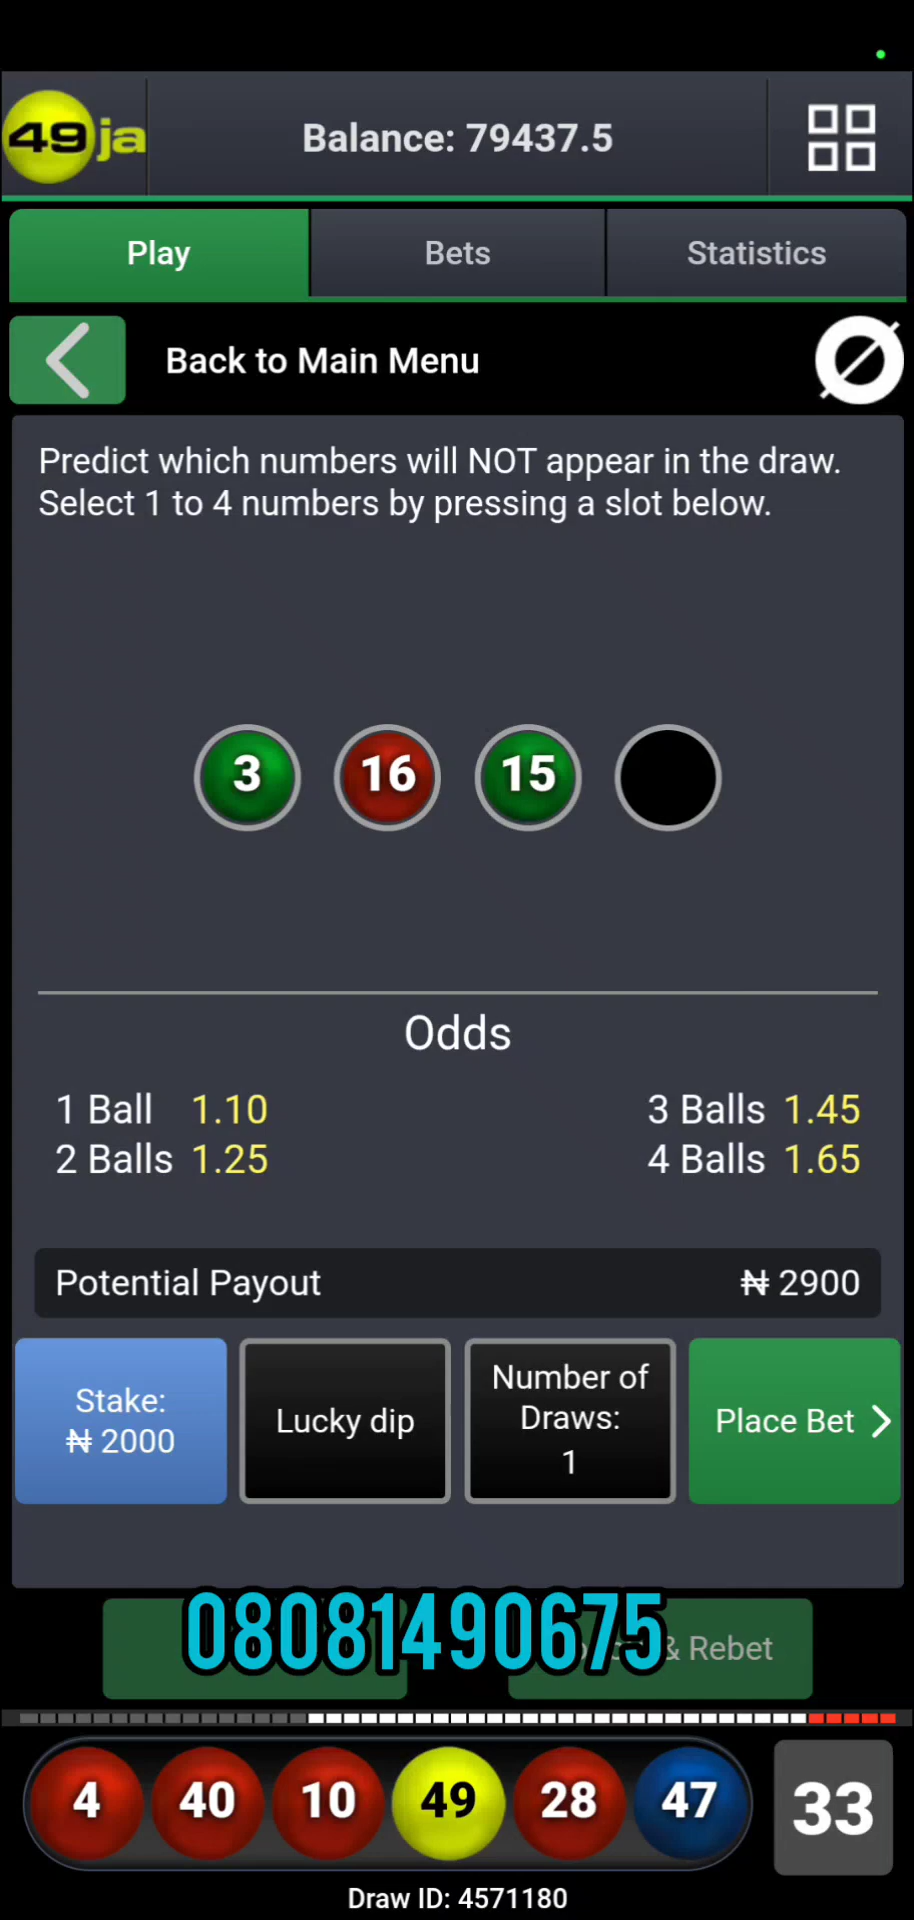 49ja
Balance: 79437.5
Play
Bets
Statistics
Back to Main Menu
Predict which numbers will NOT appear in the draw.
Select 1 to 4 numbers by pressing a slot below.
3
16
15
Odds
1 Ball 1.10
3 Balls 1.45
2 Balls 1.25
4 Balls 1.65
Potential Payout
₦ 2900
Stake:
₦ 2000
Lucky dip
Number of
Draws:
1
Place Bet
08081490675
& Rebet
4
40
10
49
28
47
33
Draw ID: 4571180